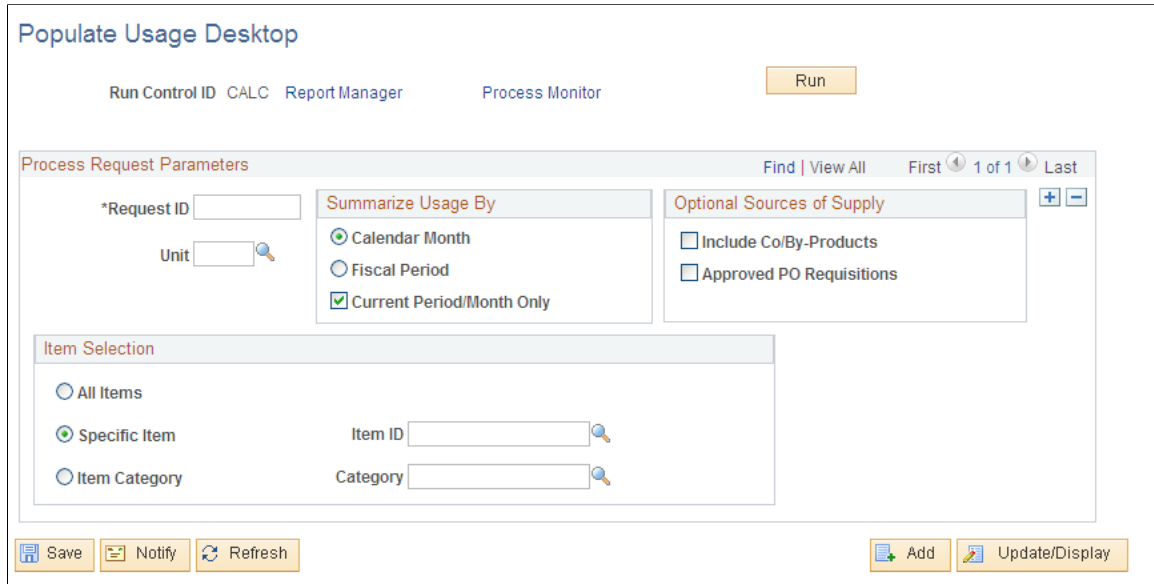 Populate Usage Desktop
Run Control ID CALC Report Manager Process Monitor Run
Process Request Parameters Find | View All First 1 of 1 Last
*Request ID Summarize Usage By Optional Sources of Supply
Calendar Month Include Co/By-Products
Unit
Fiscal Period Approved PO Requisitions
Current Period/Month Only
Item Selection
All Items
Specific Item Item ID
Item Category Category
Save Notify Refresh Add Update/Display